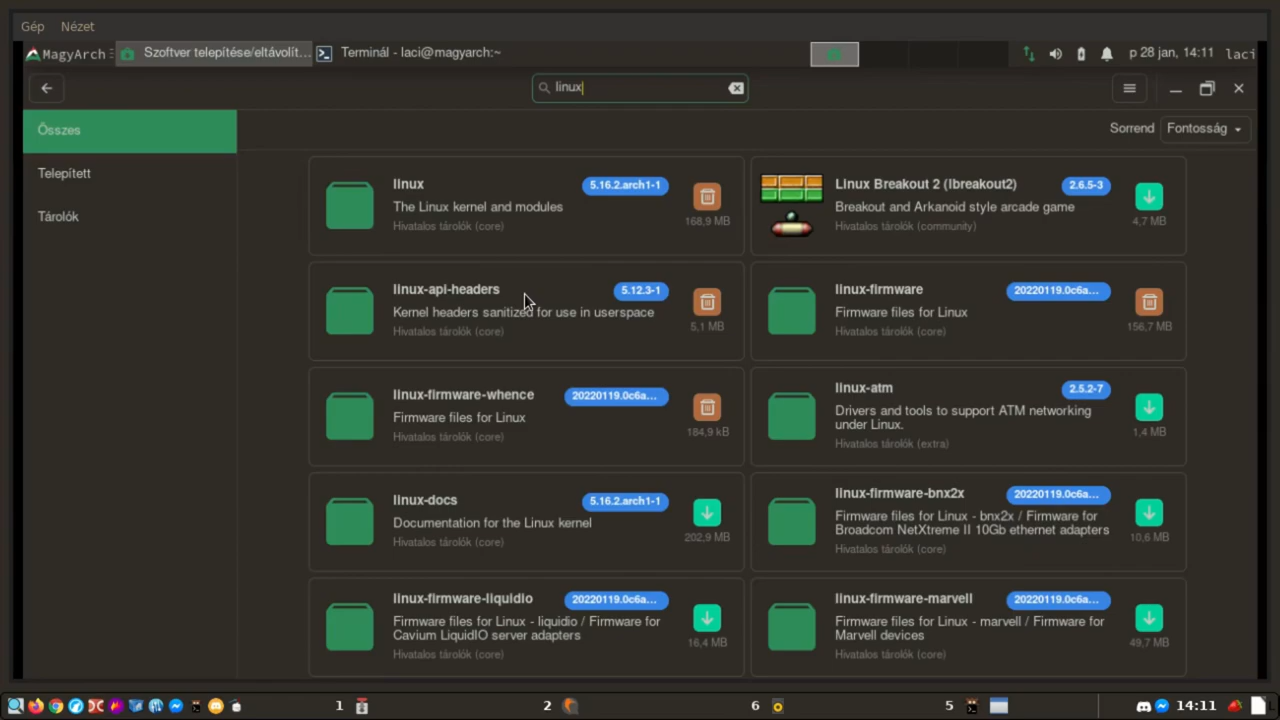 Gép Nézet
MagyArch Szoftver telepítése/eltávolít... Terminál - laci@magyarch:~ p 28 jan, 14:11 laci
linux
Összes
Sorrend Fontosság
Telepített
Tárolók
linux 5.16.2.arch1-1
The Linux kernel and modules
Hivatalos tárolók (core)
168,9 MB
Linux Breakout 2 (lbreakout2) 2.6.5-3
Breakout and Arkanoid style arcade game
Hivatalos tárolók (community)
4,7 MB
linux-api-headers 5.12.3-1
Kernel headers sanitized for use in userspace
Hivatalos tárolók (core)
5,1 MB
linux-firmware 20220119.0c6a...
Firmware files for Linux
Hivatalos tárolók (core)
156,7 MB
linux-firmware-whence 20220119.0c6a...
Firmware files for Linux
Hivatalos tárolók (core)
184,9 kB
linux-atm 2.5.2-7
Drivers and tools to support ATM networking
under Linux.
Hivatalos tárolók (extra)
1,4 MB
linux-docs 5.16.2.arch1-1
Documentation for the Linux kernel
Hivatalos tárolók (core)
202,9 MB
linux-firmware-bnx2x 20220119.0c6a...
Firmware files for Linux - bnx2x / Firmware for
Broadcom NetXtreme II 10Gb ethernet adapters
Hivatalos tárolók (core)
10,6 MB
linux-firmware-liquidio 20220119.0c6a...
Firmware files for Linux - liquidio / Firmware for
Cavium LiquidIO server adapters
Hivatalos tárolók (core)
16,4 MB
linux-firmware-marvell 20220119.0c6a...
Firmware files for Linux - marvell / Firmware for
Marvell devices
Hivatalos tárolók (core)
49,7 MB
1 2 6 5 14:11